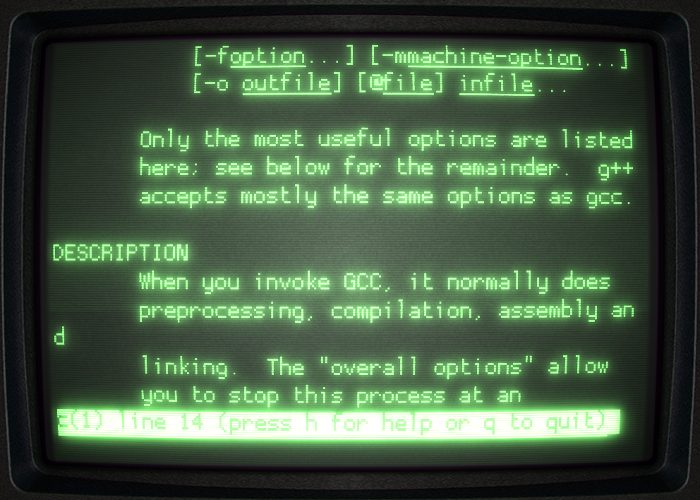 [-foption...] [-mmachine-option...]
[-o outfile] [@file] infile...
Only the most useful options are listed
here; see below for the remainder. g++
accepts mostly the same options as gcc.
DESCRIPTION
When you invoke GCC, it normally does
preprocessing, compilation, assembly an
d
linking. The "overall options" allow
you to stop this process at an
c(1) line 14 (press h for help or q to quit)